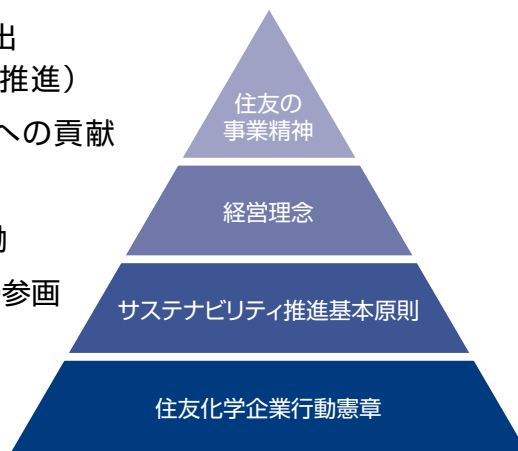 出
推進）
への貢献
参画
住友の
事業精神
経営理念
サステナビリティ推進基本原則
住友化学企業行動憲章